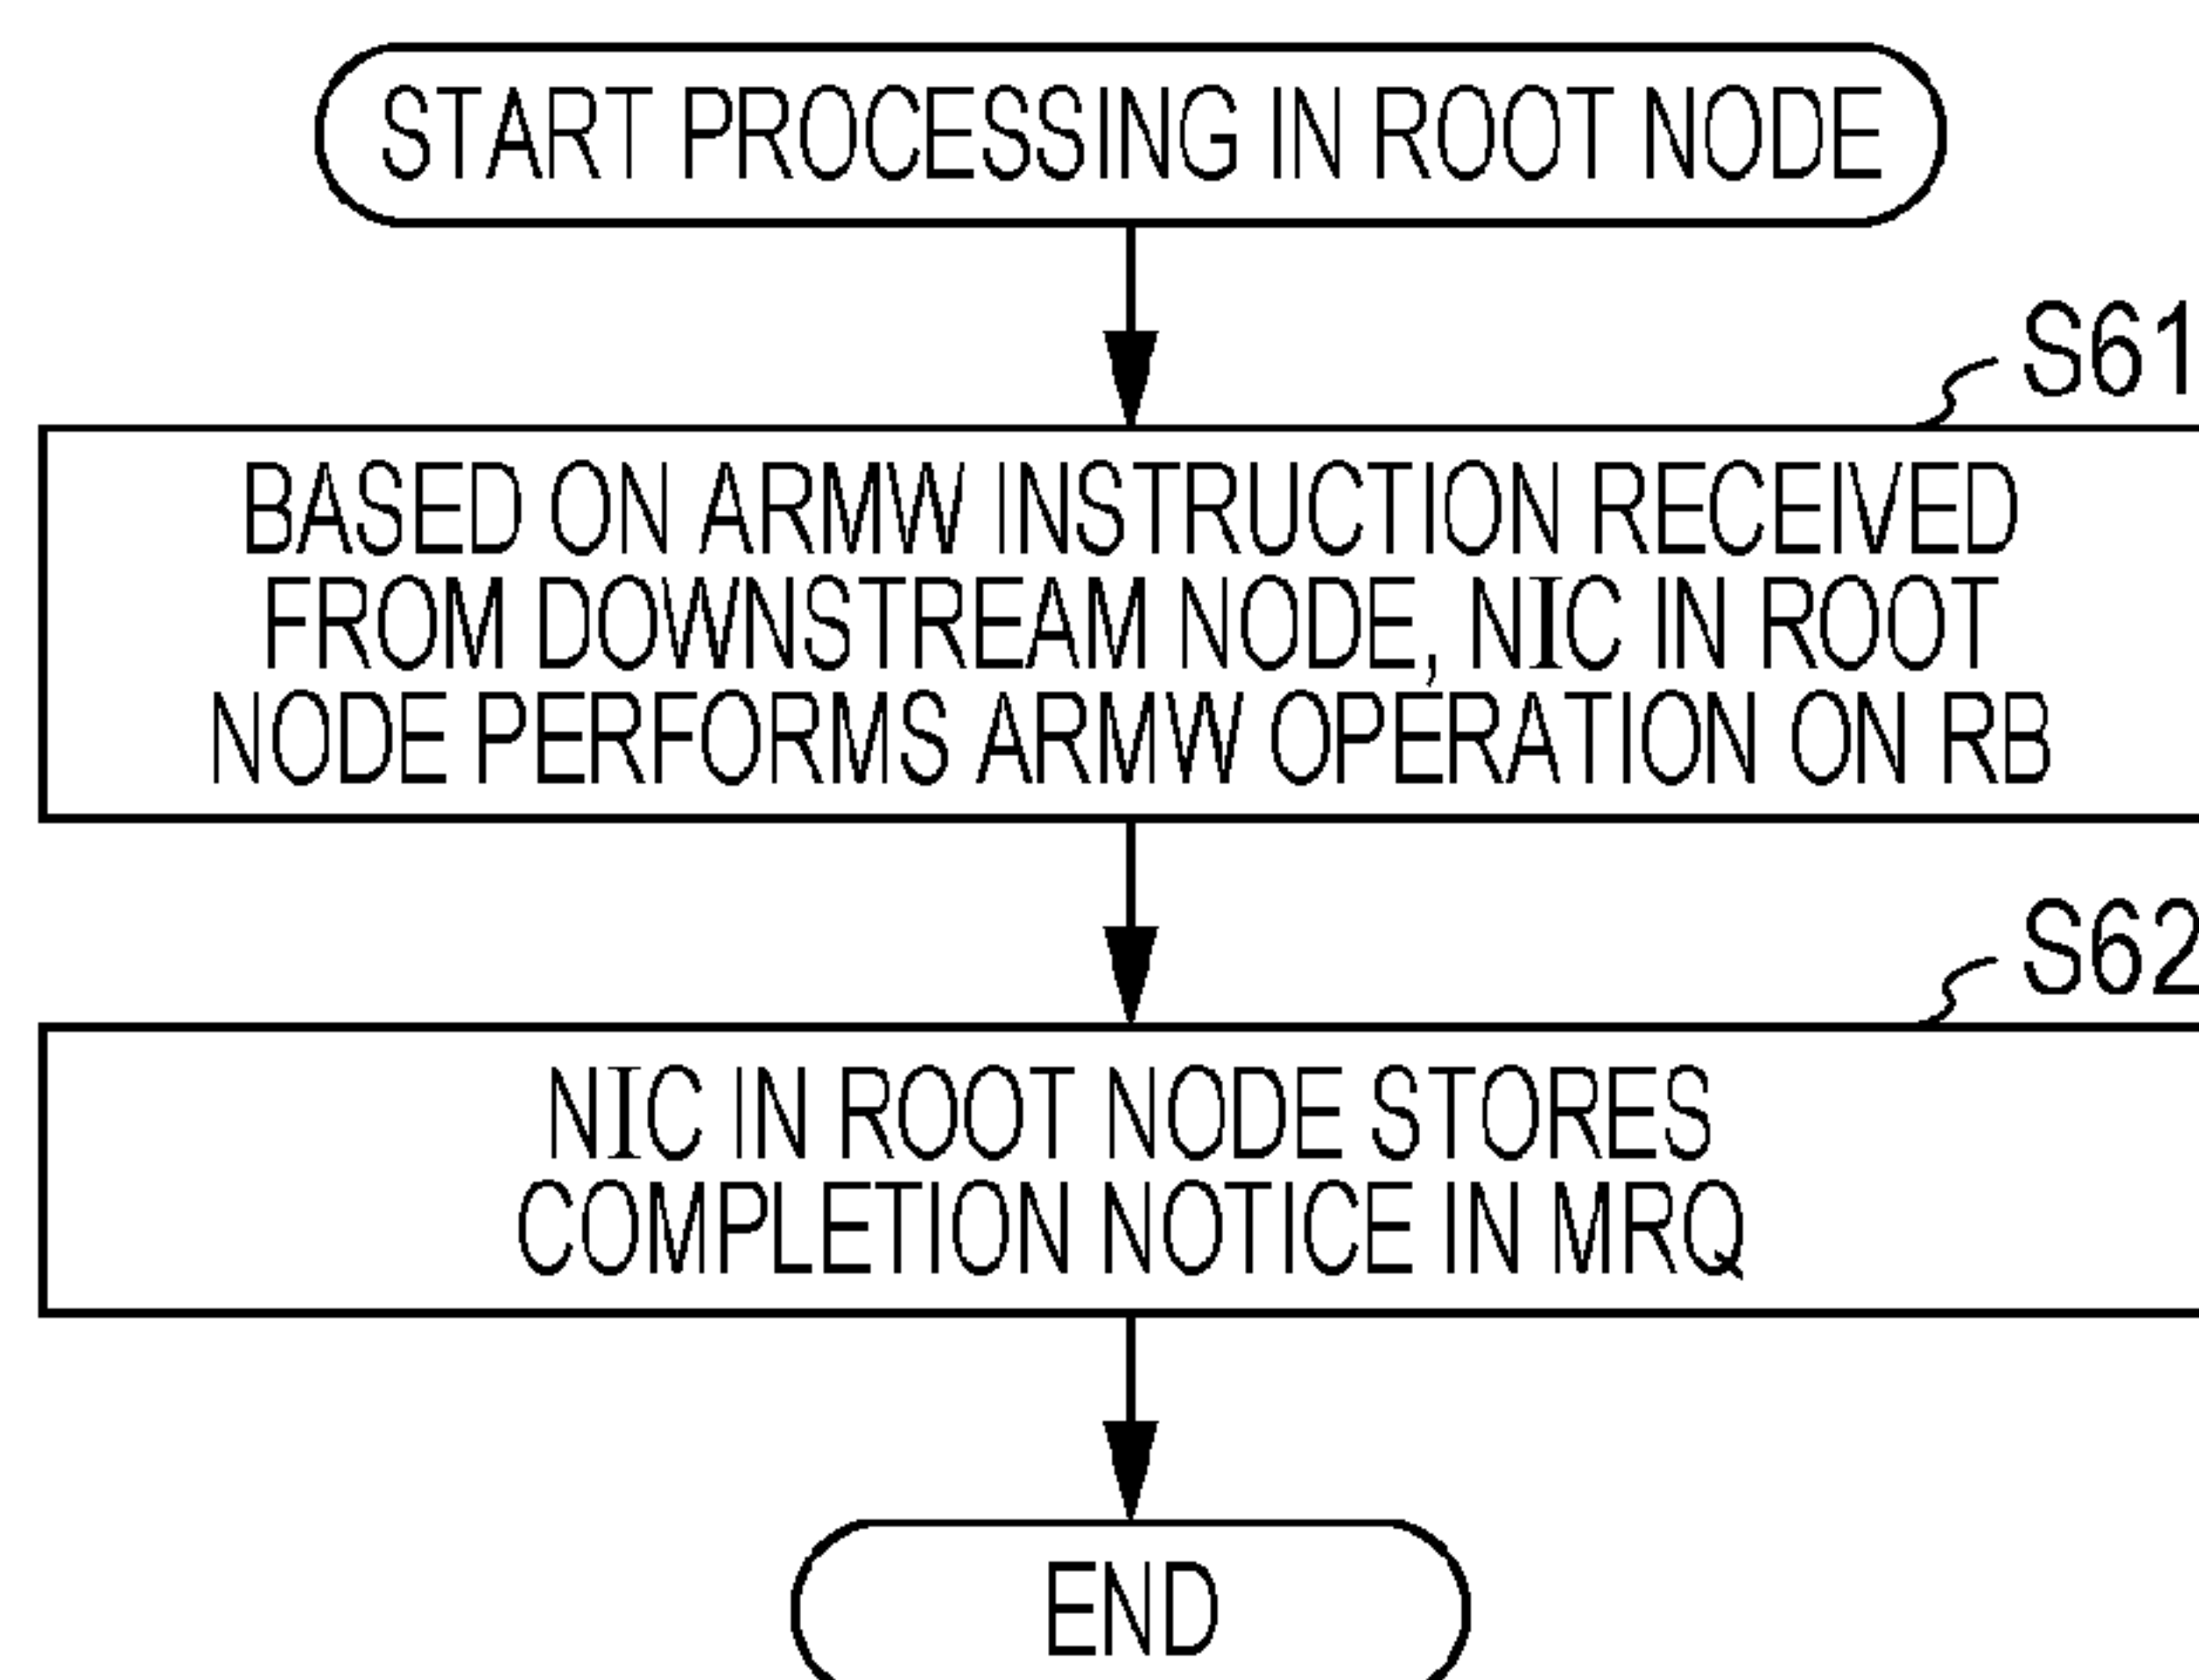 START PROCESSING IN ROOT NODE
S61
BASED ON ARMW INSTRUCTION RECEIVED
FROM DOWNSTREAM NODE, NIC IN ROOT
NODE PERFORMS ARMW OPERATION ON RB
S62
NIC IN ROOT NODE STORES
COMPLETION NOTICE IN MRQ
END